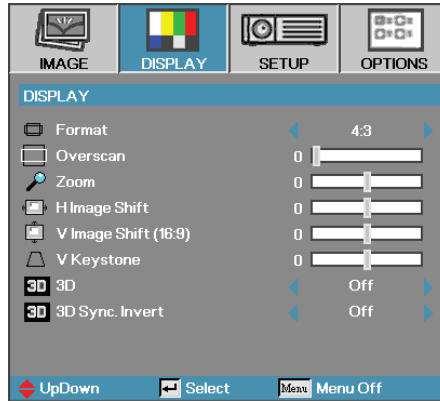 IMAGE DISPLAY SETUP OPTIONS
DISPLAY
Format 4:3
Overscan 0
Zoom 0
H Image Shift 0
V Image Shift (16:9) 0
V Keystone 0
3D 3D Off
3D 3D Sync. Invert Off
UpDown Select Menu Menu Off